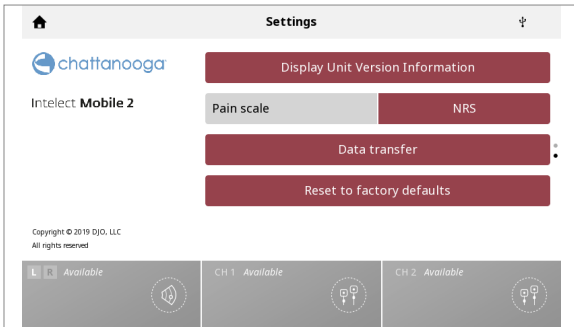 Settings
chattanooga
Intelect Mobile 2
Display Unit Version Information
Pain scale
NRS
Data transfer
Reset to factory defaults
Copyright © 2019 DJO, LLC
All rights reserved
L R Available
CH 1 Available
CH 2 Available